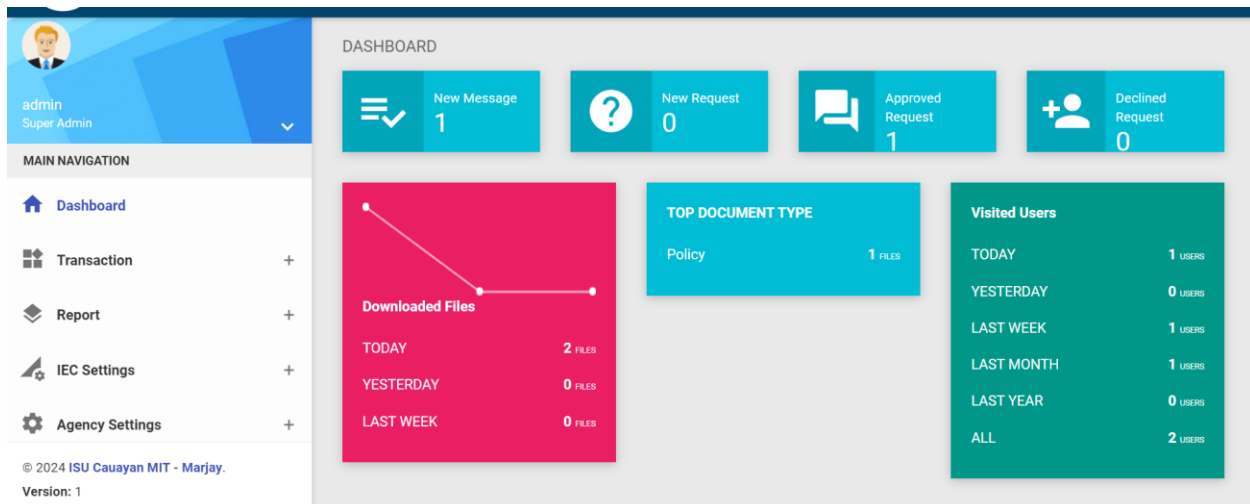 admin
Super Admin
MAIN NAVIGATION
Dashboard
Transaction +
Report +
IEC Settings +
Agency Settings +
© 2024 ISU Cauayan MIT - Marjay.
Version: 1
DASHBOARD
New Message
1
New Request
0
Approved
Request
1
Declined
Request
0
Downloaded Files
TODAY 2 FILES
YESTERDAY 0 FILES
LAST WEEK 0 FILES
TOP DOCUMENT TYPE
Policy 1 FILES
Visited Users
TODAY 1 USERS
YESTERDAY 0 USERS
LAST WEEK 1 USERS
LAST MONTH 1 USERS
LAST YEAR 0 USERS
ALL 2 USERS